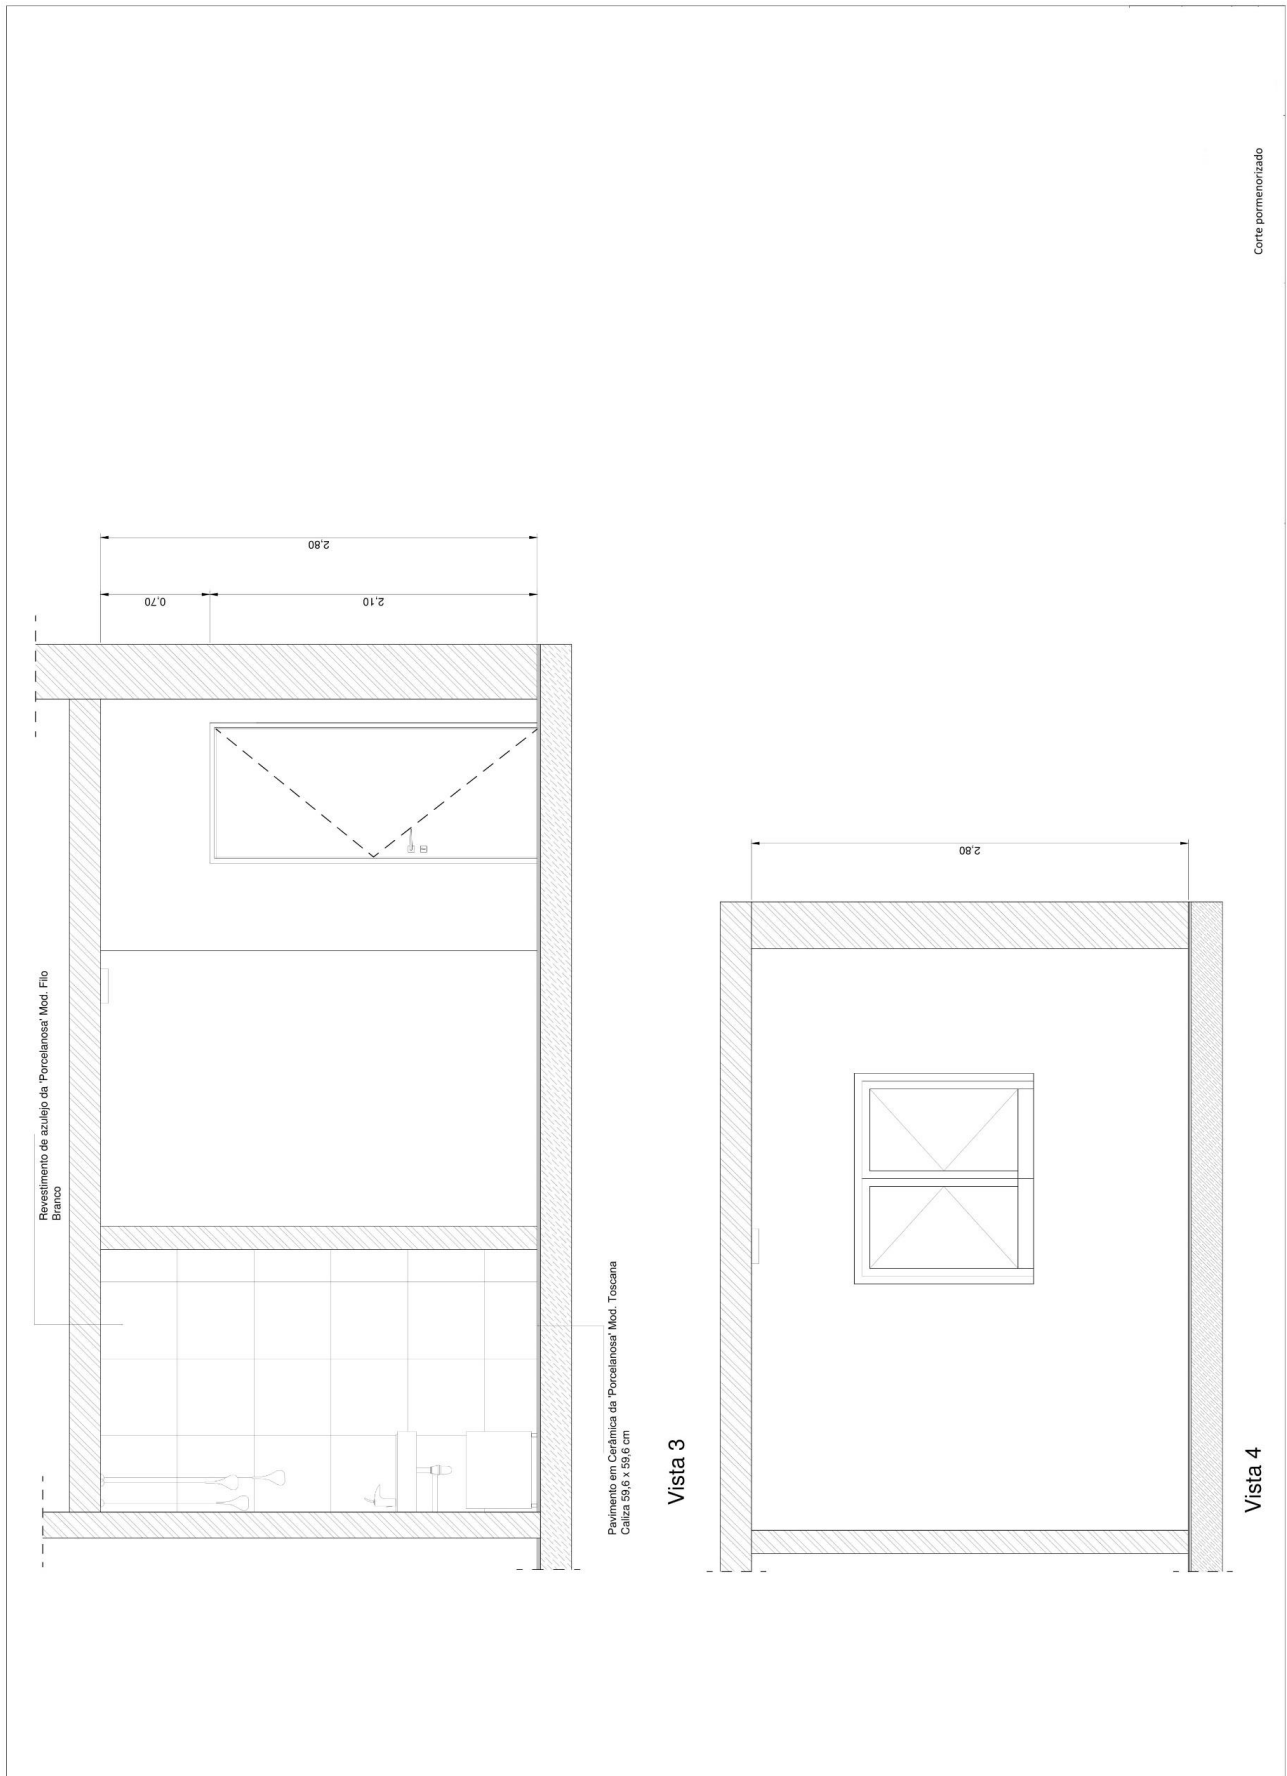 Revestimento de azulejo da 'Porcelanosa' Mod. Filo
Branco
2,80
0,70
2,10
Pavimento em Cerâmica da 'Porcelanosa' Mod. Toscana
Caliza 59,6 x 59,6 cm
Vista 3
2,80
Vista 4
Corte pormenorizado